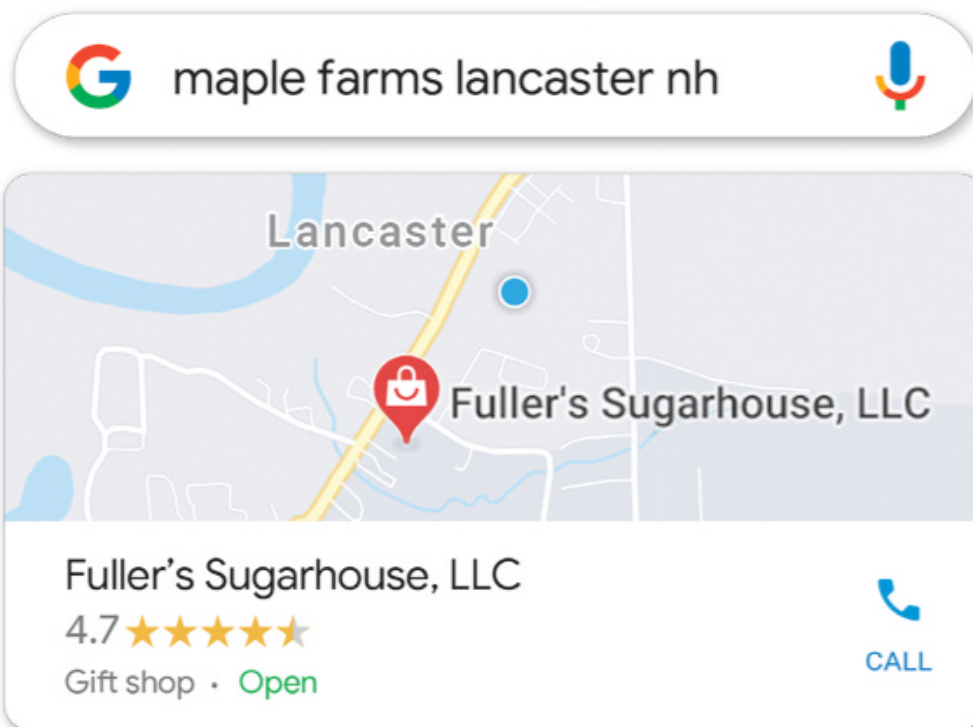 maple farms lancaster nh
Lancaster
Fuller's Sugarhouse, LLC
Fuller’s Sugarhouse, LLC
4.7
Gift shop · Open
CALL